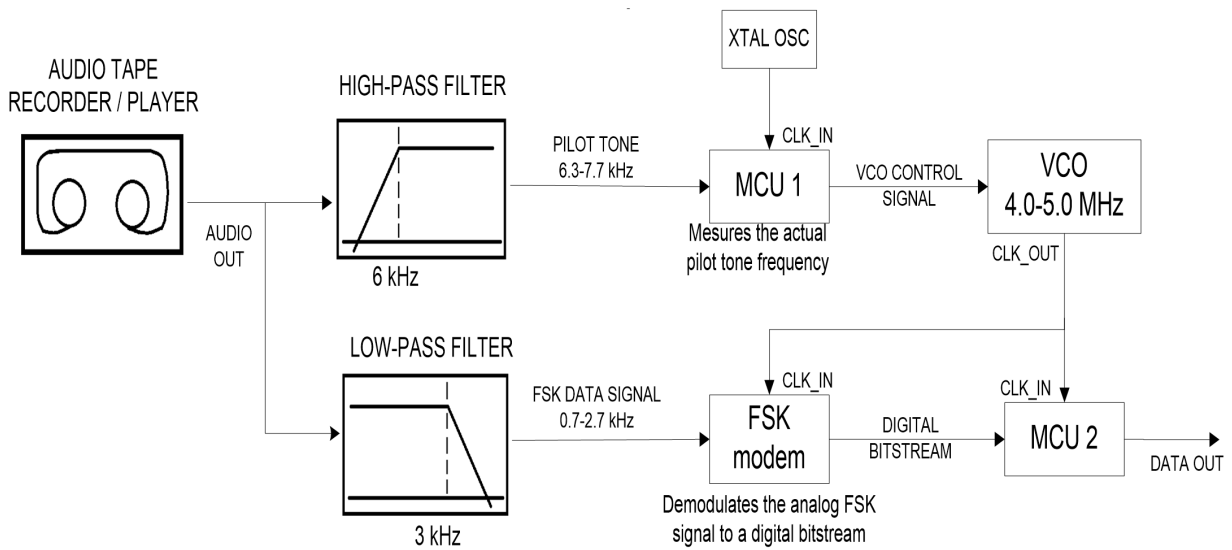 XTAL OSC
AUDIO TAPE
RECORDER / PLAYER
HIGH-PASS FILTER
CLK_IN
PILOT TONE
6.3-7.7 kHz
MCU 1
VCO CONTROL
SIGNAL
VCO
4.0-5.0 MHz
AUDIO
OUT
6 kHz
Mesures the actual
pilot tone frequency
CLK_OUT
LOW-PASS FILTER
CLK_IN
CLK_IN
FSK DATA SIGNAL
0.7-2.7 kHz
FSK
modem
DIGITAL
BITSTREAM
MCU 2
DATA OUT
3 kHz
Demodulates the analog FSK
signal to a digital bitstream